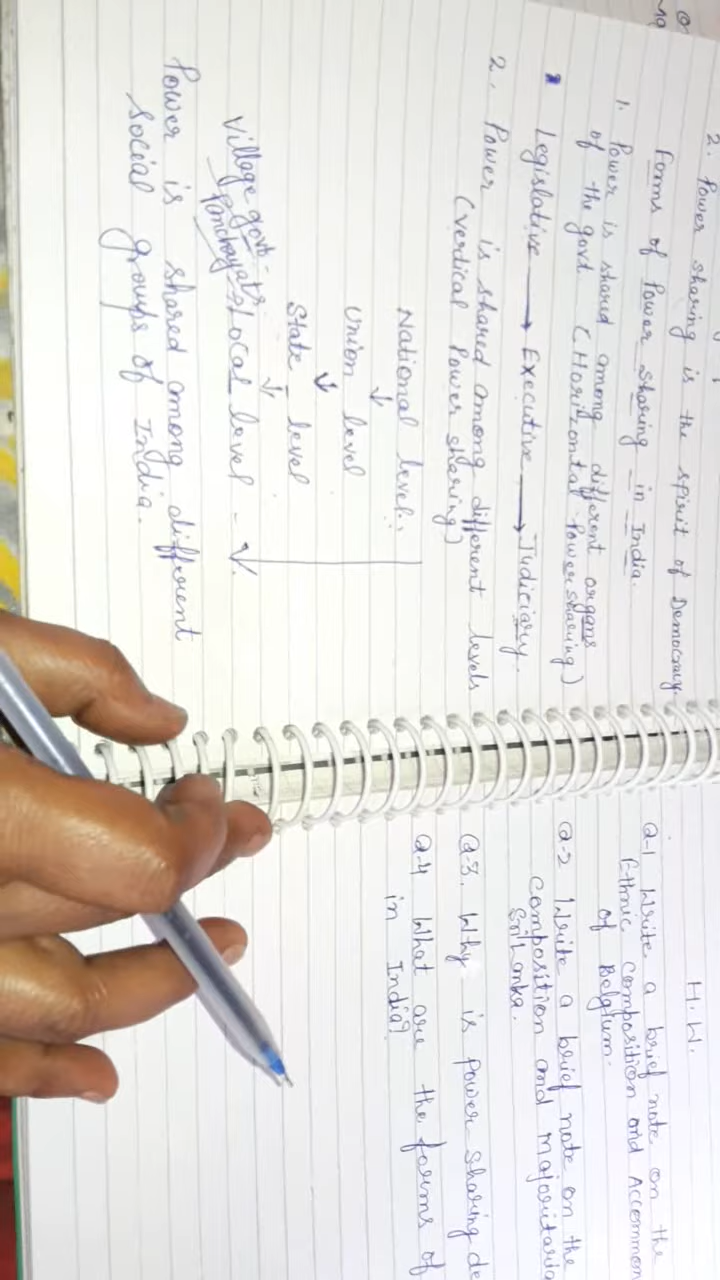 2. Power sharing is the spirit of Democracy.
Forms of Power sharing in India.
1. Power is shared among different organs
of the govt (Horizontal Power sharing)
Legislative → Executive → Judiciary.
2. Power is shared among different levels
(vertical Power sharing)
National level
↓
Union level
↓
State level
↓
Village govt - Local level - V.
Panchayats
Power is shared among different
social groups of India.
H.W.
Q-1 Write a brief note on the
Ethnic composition and Accommon
of Belgium.
Q-2 Write a brief note on the
composition and majoritaria
SriLanka.
Q-3. Why is power sharing de
Q-4 What are the forms of
in India?